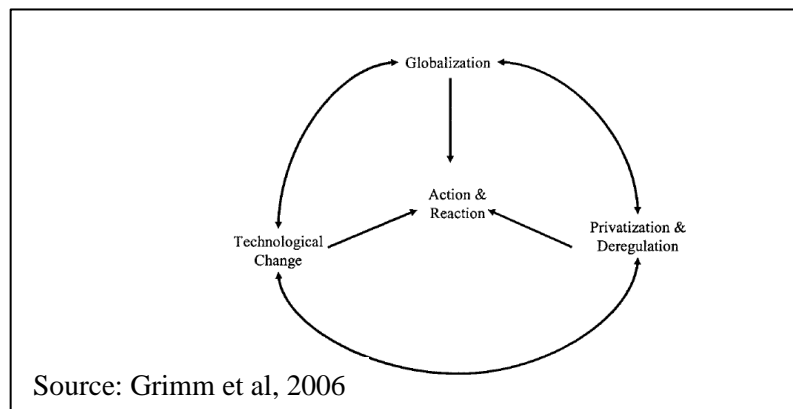 Globalization
Action &
Reaction
Technological
Change
Privatization &
Deregulation
Source: Grimm et al, 2006